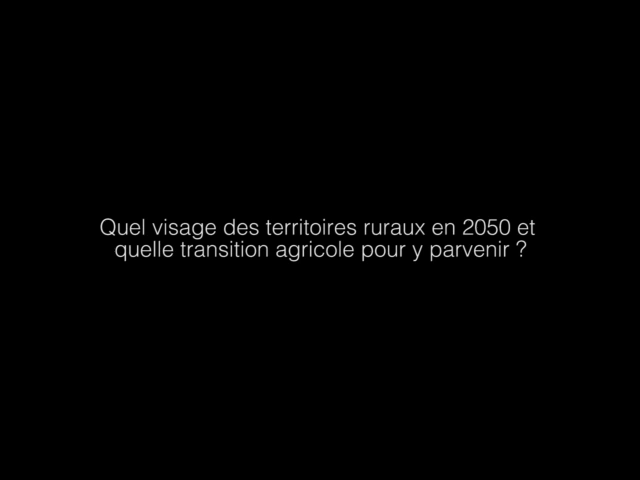 Quel visage des territoires ruraux en 2050 et
quelle transition agricole pour y parvenir ?